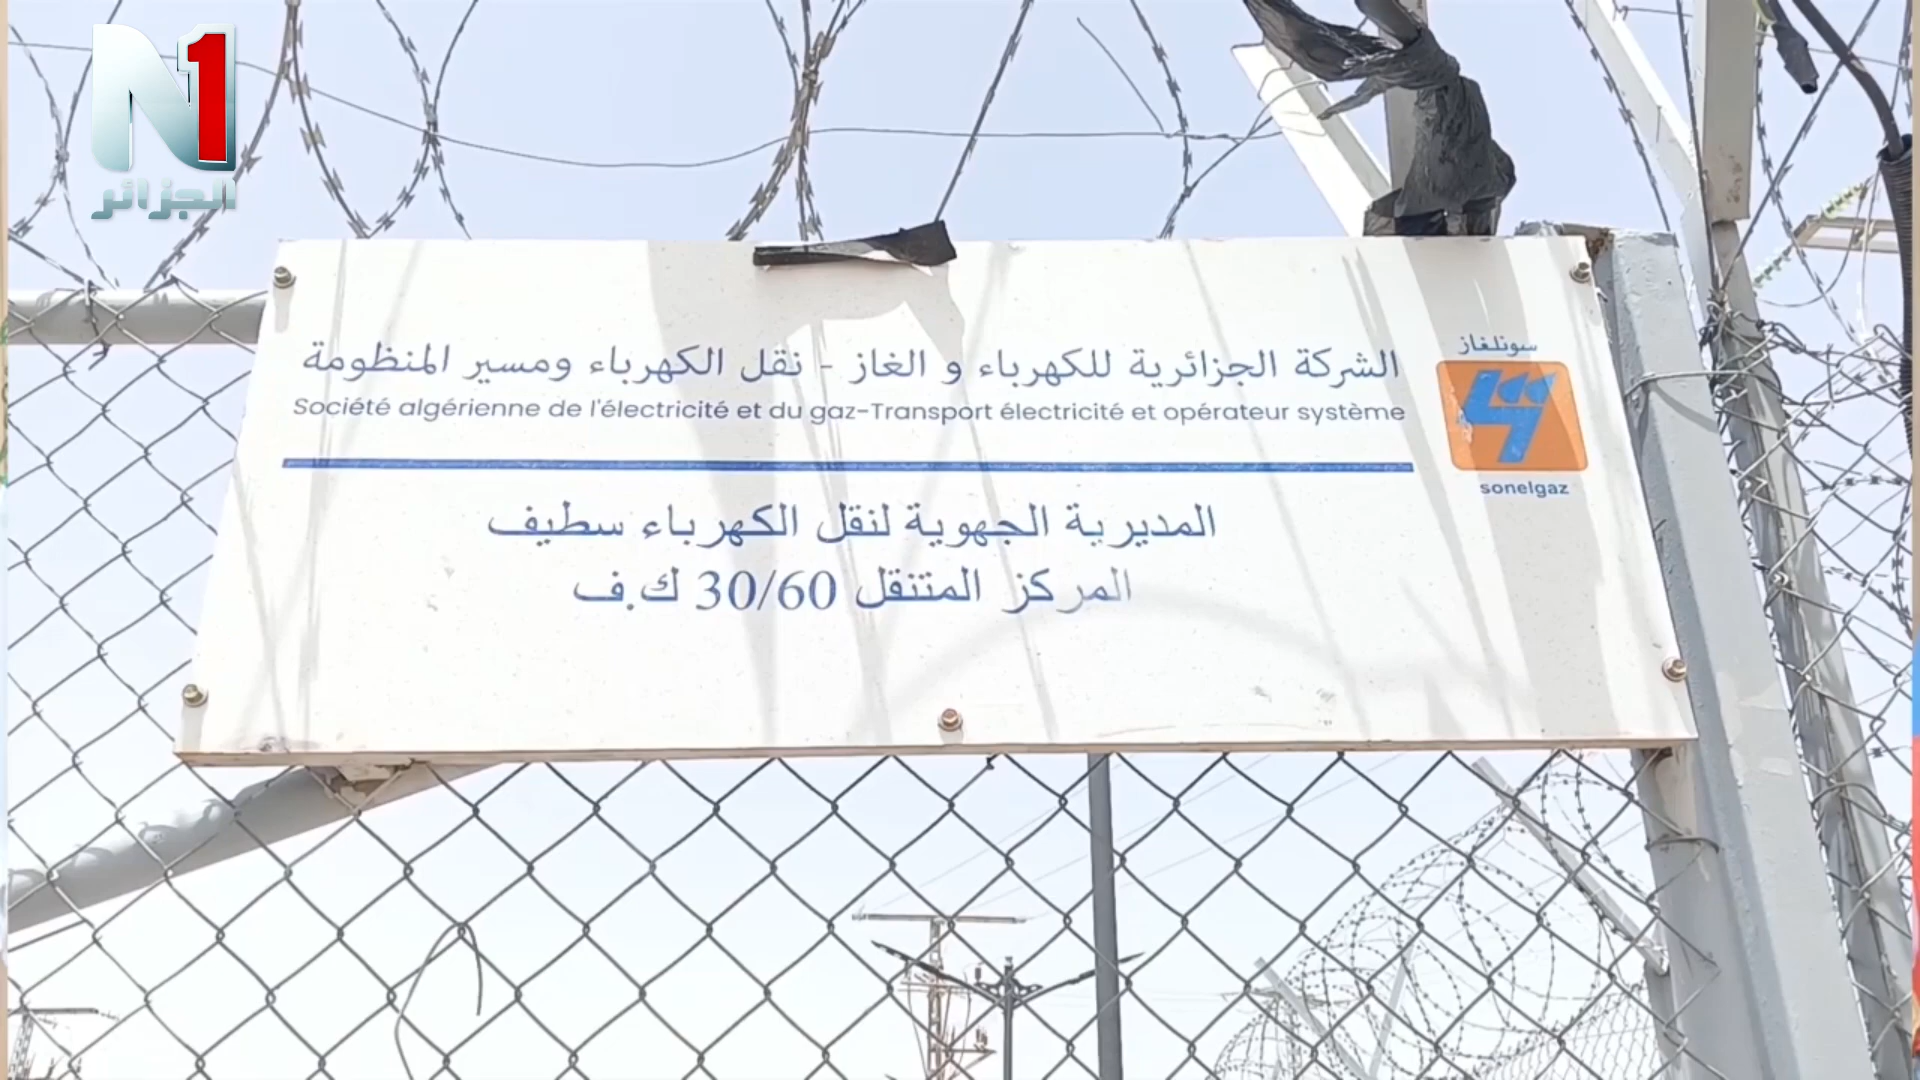 N1
الجزائر
سونلغاز
الشركة الجزائرية للكهرباء و الغاز - نقل الكهرباء ومسير المنظومة
Société algérienne de l'électricité et du gaz-Transport électricité et opérateur système
sonelgaz
المديرية الجهوية لنقل الكهرباء سطيف
المركز المتنقل 30/60 ك.ف